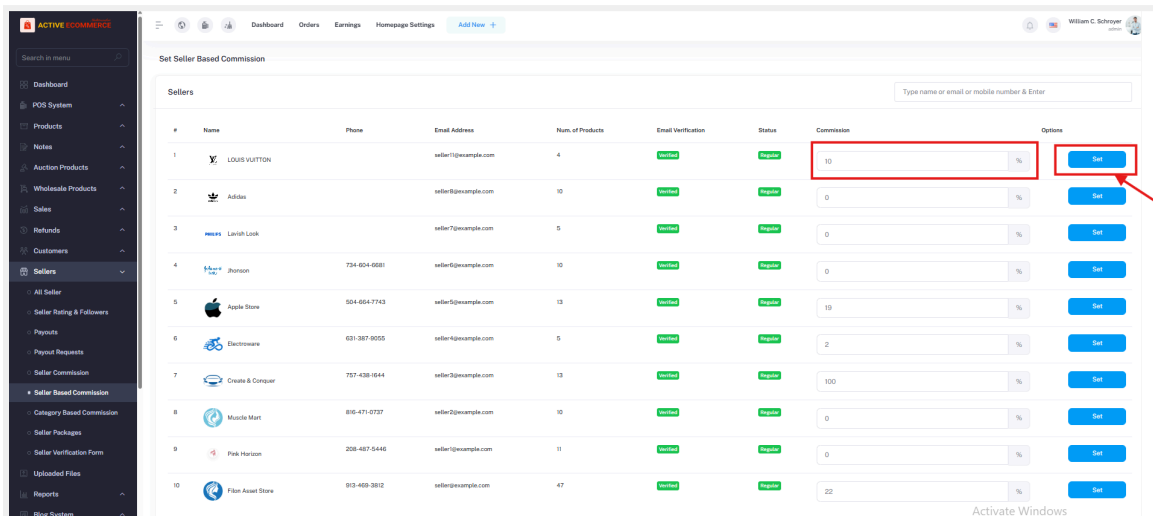 ACTIVE ECOMMERCE
Dashboard
Orders
Earnings
Homepage Settings
Add New +
William C. Schroyer
admin
Search in menu
Dashboard
POS System
Products
Notes
Auction Products
Wholesale Products
Sales
Refunds
Customers
Sellers
All Seller
Seller Rating & Followers
Payouts
Payout Requests
Seller Commission
Seller Based Commission
Category Based Commission
Seller Packages
Seller Verification Form
Uploaded Files
Reports
Blog System
Set Seller Based Commission
Sellers
Type name or email or mobile number & Enter
# Name Phone Email Address Num. of Products Email Verification Status Commission Options
1 LOUIS VUITTON seller11@example.com 4 Verified Regular 10 % Set
2 Adidas seller8@example.com 10 Verified Regular 0 % Set
3 PHILIPS Lavish Look seller7@example.com 5 Verified Regular 0 % Set
4 Jhonson 734-604-6681 seller6@example.com 10 Verified Regular 0 % Set
5 Apple Store 504-664-7743 seller5@example.com 13 Verified Regular 19 % Set
6 Electroware 631-387-9055 seller4@example.com 5 Verified Regular 2 % Set
7 Create & Conquer 757-438-1644 seller3@example.com 13 Verified Regular 100 % Set
8 Muscle Mart 816-471-0737 seller2@example.com 10 Verified Regular 0 % Set
9 Pink Horizon 208-487-5446 seller1@example.com 11 Verified Regular 0 % Set
10 Filon Asset Store 913-469-3812 seller@example.com 47 Verified Regular 22 % Set
Activate Windows